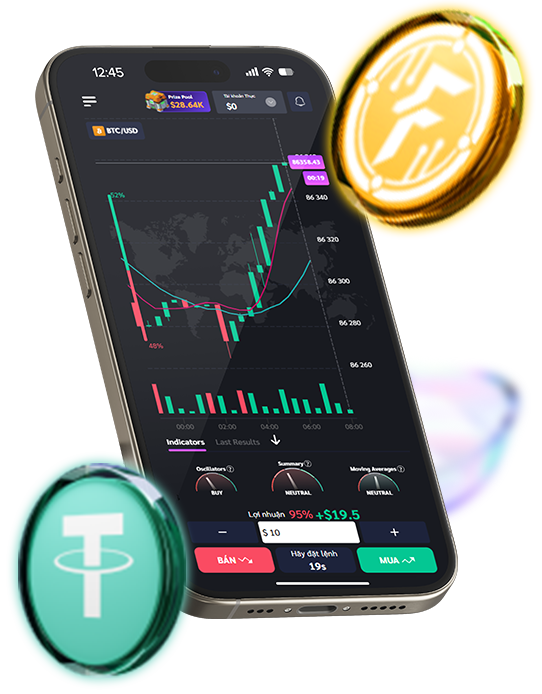 12:45
Prize Pool
$28.64K
Tài khoản Thực
$0
BTC/USD
86358.43
00:19
52%
86 340
86 320
86 300
86 280
48%
86 260
00:00 02:00 04:00 06:00 08:00
Indicators Last Results
Oscillators Summary Moving Averages
BUY NEUTRAL NEUTRAL
Lợi nhuận 95% +$19.5
− $ 10 +
BÁN Hãy đặt lệnh MUA
19s
T